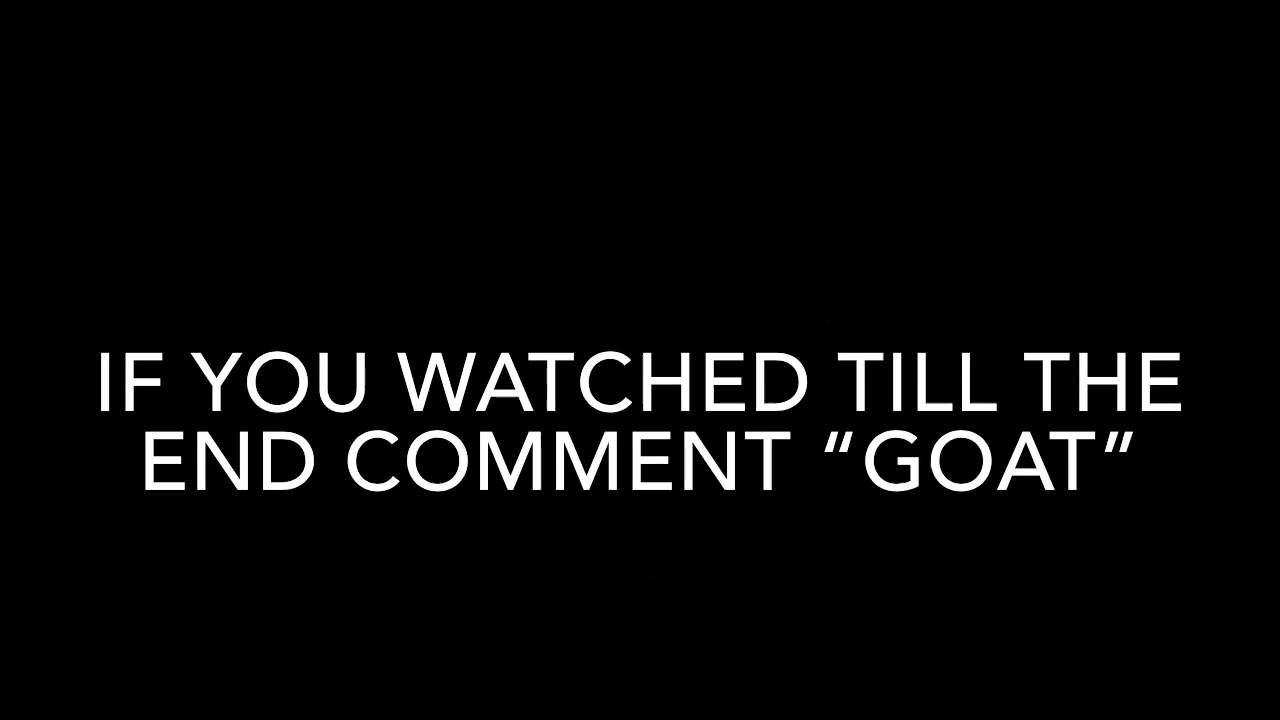 IF YOU WATCHED TILL THE
END COMMENT “GOAT”